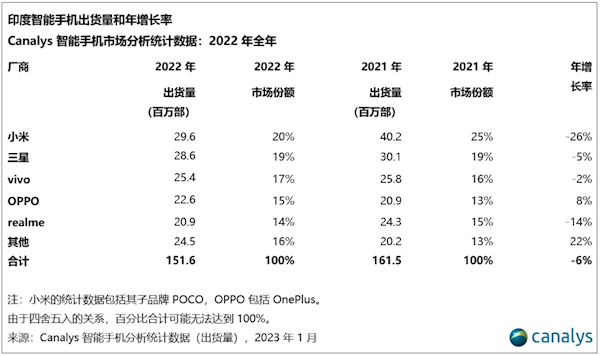 印度智能手机出货量和年增长率
Canalys 智能手机市场分析统计数据：2022 年全年
厂商 2022 年 2022 年 2021 年 2021 年 年增
出货量 市场份额 出货量 市场份额 长率
(百万部) (百万部)
小米 29.6 20% 40.2 25% -26%
三星 28.6 19% 30.1 19% -5%
vivo 25.4 17% 25.8 16% -2%
OPPO 22.6 15% 20.9 13% 8%
realme 20.9 14% 24.3 15% -14%
其他 24.5 16% 20.2 13% 22%
合计 151.6 100% 161.5 100% -6%
注：小米的统计数据包括其子品牌 POCO，OPPO 包括 OnePlus。
由于四舍五入的关系，百分比合计可能无法达到 100%。
来源：Canalys 智能手机分析统计数据（出货量），2023 年 1 月
canalys